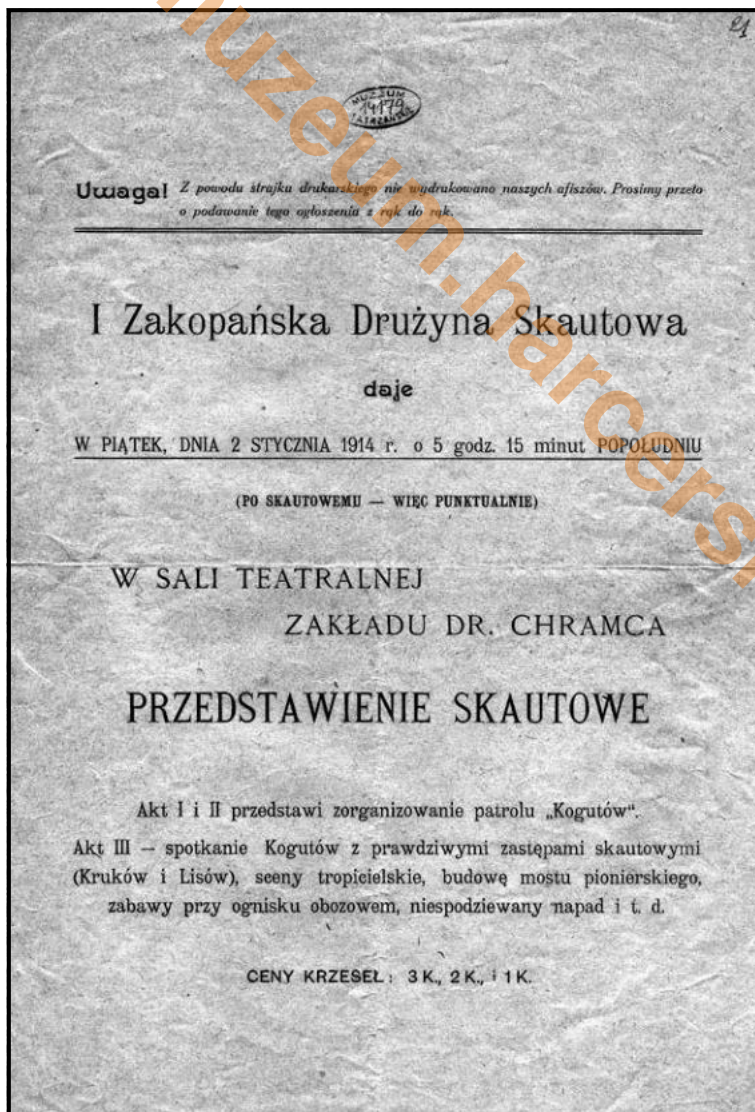 21
MUZEUM
14179
TATRZAŃSKIE
Uwaga! Z powodu strajku drukarskiego nie wydrukowano naszych afiszów. Prosimy przeto
o podawanie tego ogłoszenia z rąk do rąk.
I Zakopańska Drużyna Skautowa
daje
W PIĄTEK, DNIA 2 STYCZNIA 1914 r. o 5 godz. 15 minut POPOŁUDNIU
(PO SKAUTOWEMU — WIĘC PUNKTUALNIE)
W SALI TEATRALNEJ
ZAKŁADU DR. CHRAMCA
PRZEDSTAWIENIE SKAUTOWE
Akt I i II przedstawi zorganizowanie patrolu „Kogutów“.
Akt III — spotkanie Kogutów z prawdziwymi zastępami skautowymi
(Kruków i Lisów), sceny tropicielskie, budowę mostu pionierskiego,
zabawy przy ognisku obozowem, niespodziewany napad i t. d.
CENY KRZESEŁ: 3 K., 2 K., i 1 K.
muzeum.harcerski